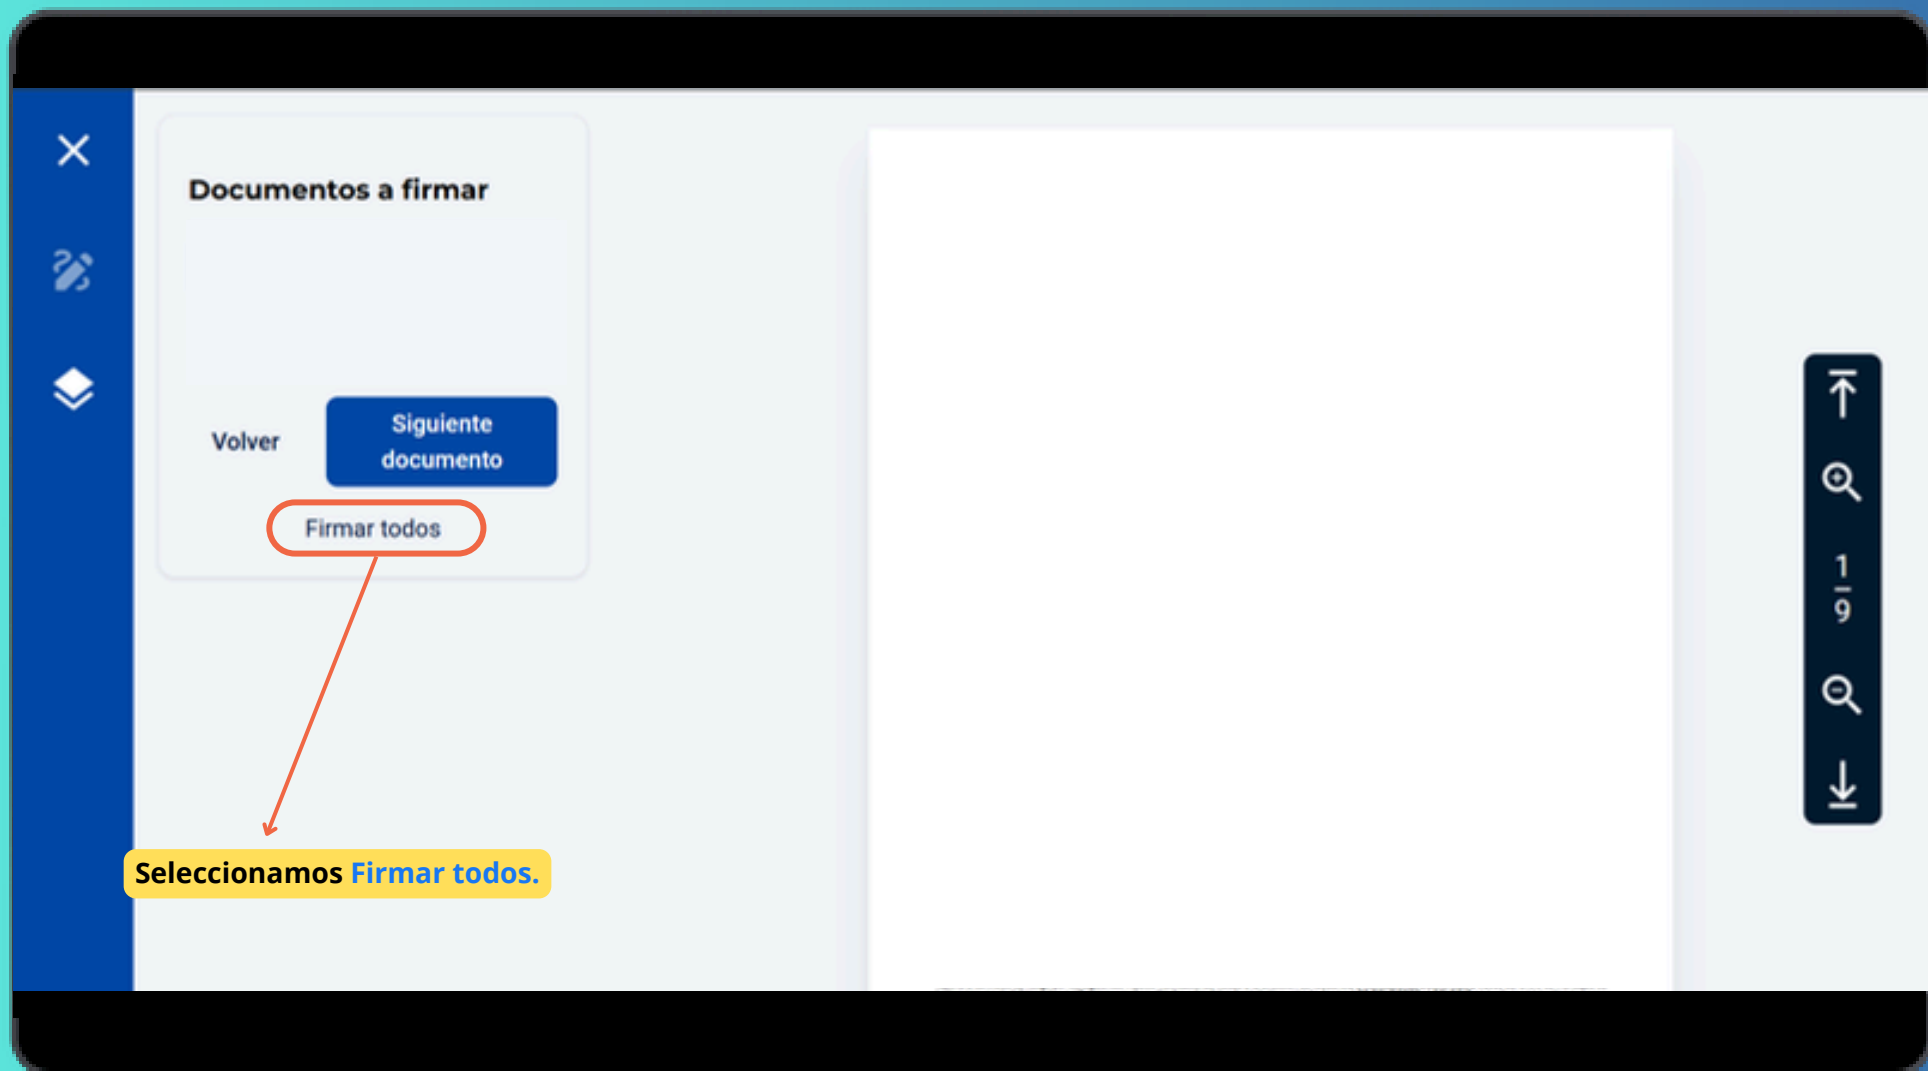 Documentos a firmar
Volver
Siguiente
documento
Firmar todos
Seleccionamos Firmar todos.
1
9